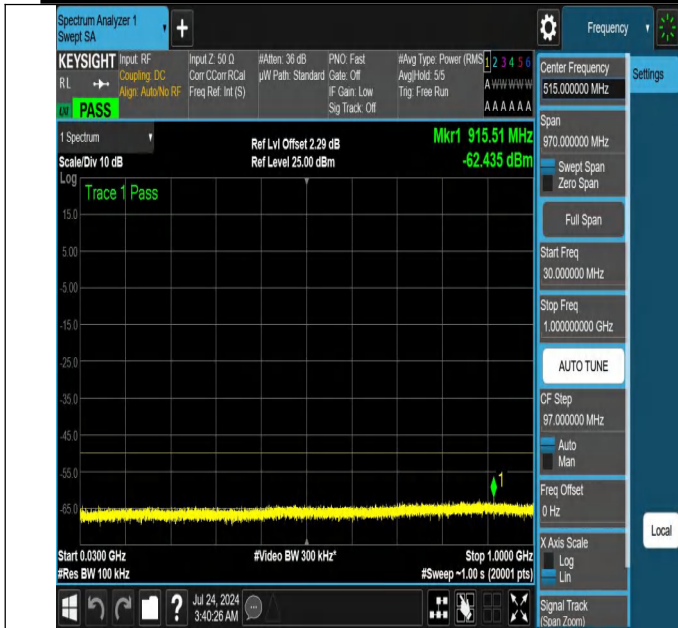 Spectrum Analyzer 1
Swept SA
+
Frequency
KEYSIGHT
RL
PASS
Input: RF
Coupling: DC
Align: Auto/No RF
Input Z: 50 Ω
Corr CCorr RCal
Freq Ref: Int (S)
#Atten: 36 dB
µW Path: Standard
PNO: Fast
Gate: Off
IF Gain: Low
Sig Track: Off
#Avg Type: Power (RMS
Avg|Hold: 5/5
Trig: Free Run
1 2 3 4 5 6
A W W W W W
A A A A A A
1 Spectrum
Scale/Div 10 dB
Ref Lvl Offset 2.29 dB
Ref Level 25.00 dBm
Mkr1 915.51 MHz
-62.435 dBm
Log
Trace 1 Pass
15.0
5.00
-5.00
-15.0
-25.0
-35.0
-45.0
-55.0
-65.0
1
Start 0.0300 GHz
#Res BW 100 kHz
#Video BW 300 kHz*
Stop 1.0000 GHz
#Sweep ~1.00 s (20001 pts)
Center Frequency
515.000000 MHz
Settings
Span
970.000000 MHz
Swept Span
Zero Span
Full Span
Start Freq
30.000000 MHz
Stop Freq
1.000000000 GHz
AUTO TUNE
CF Step
97.000000 MHz
Auto
Man
Freq Offset
0 Hz
X Axis Scale
Log
Lin
Local
Signal Track
(Span Zoom)
?
Jul 24, 2024
3:40:26 AM